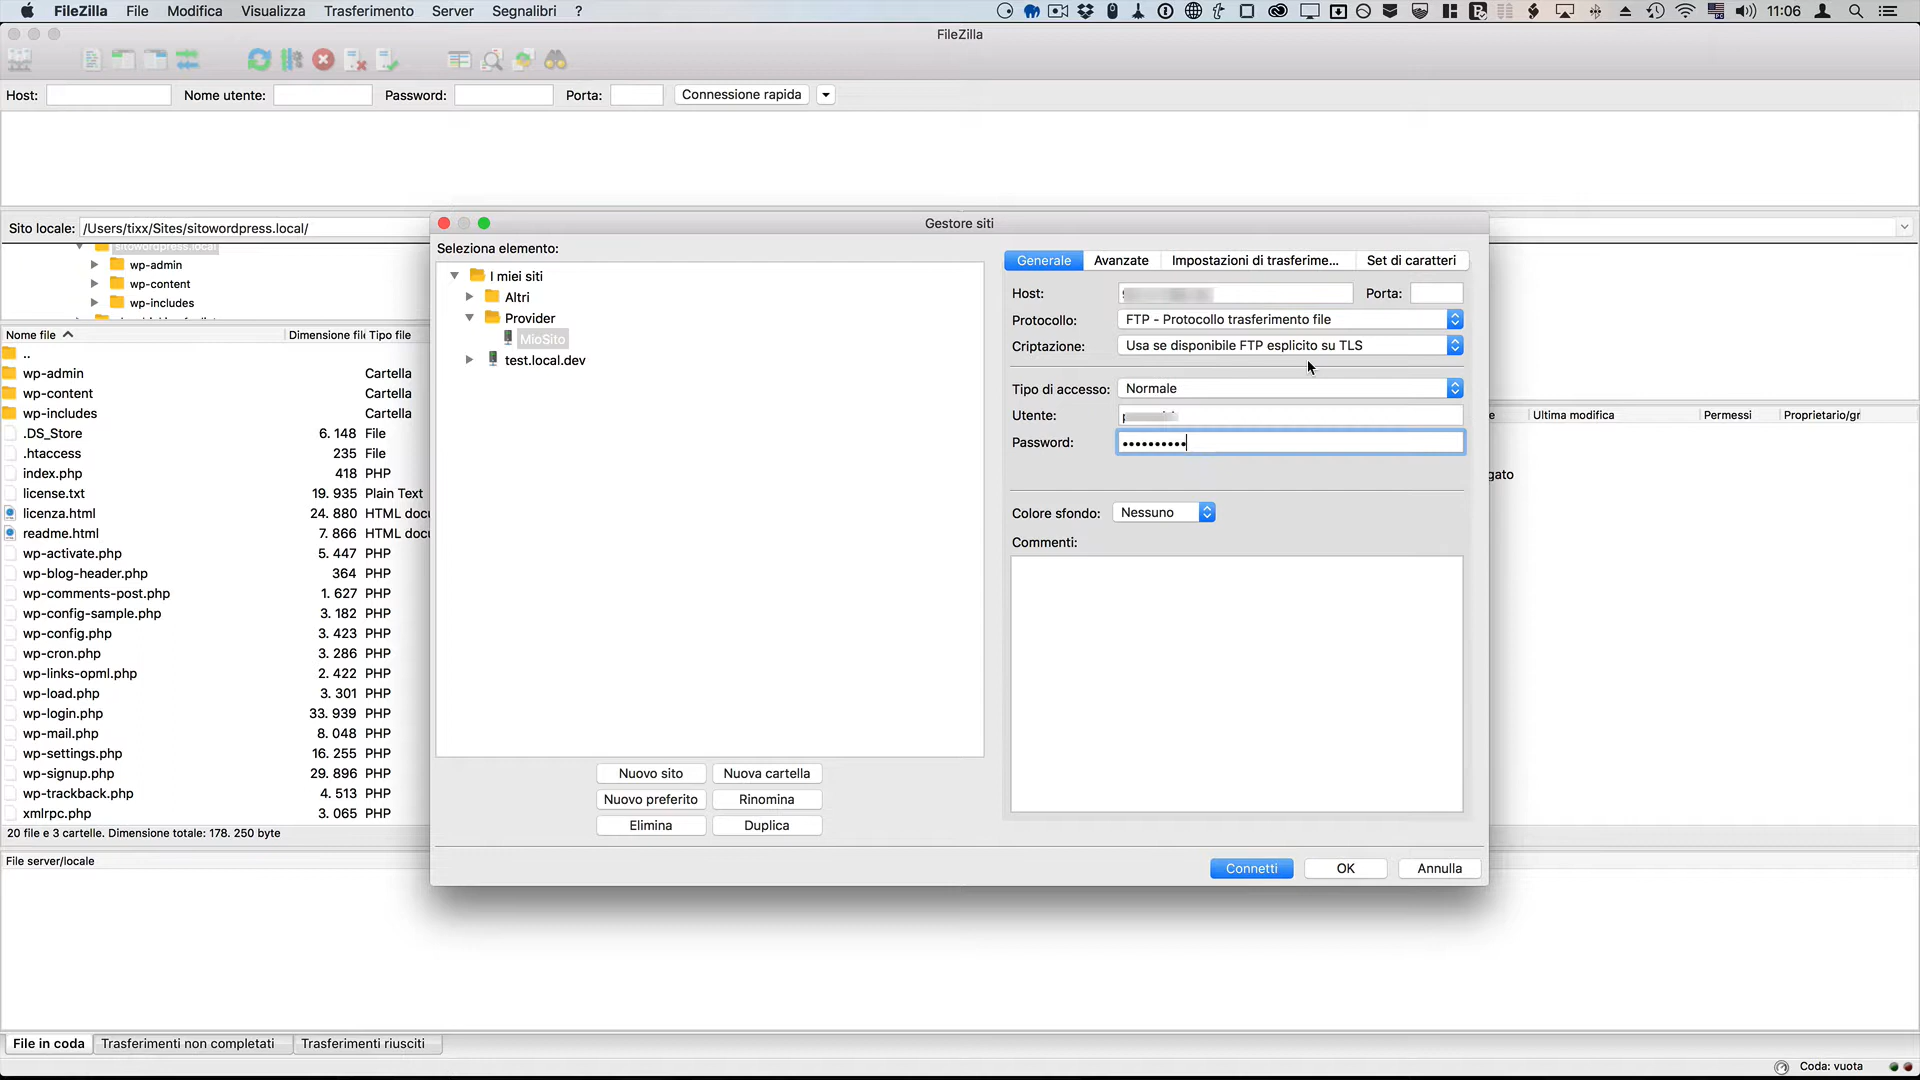 FileZilla File Modifica Visualizza Trasferimento Server Segnalibri ? 11:06
FileZilla
Host: Nome utente: Password: Porta: Connessione rapida
Sito locale: /Users/tixx/Sites/sitowordpress.local/
sitowordpress.local
wp-admin
wp-content
wp-includes
Nome file Dimensione fil Tipo file
..
wp-admin Cartella
wp-content Cartella
wp-includes Cartella
.DS_Store 6. 148 File
.htaccess 235 File
index.php 418 PHP
license.txt 19. 935 Plain Text
licenza.html 24. 880 HTML docu
readme.html 7. 866 HTML docu
wp-activate.php 5. 447 PHP
wp-blog-header.php 364 PHP
wp-comments-post.php 1. 627 PHP
wp-config-sample.php 3. 182 PHP
wp-config.php 3. 423 PHP
wp-cron.php 3. 286 PHP
wp-links-opml.php 2. 422 PHP
wp-load.php 3. 301 PHP
wp-login.php 33. 939 PHP
wp-mail.php 8. 048 PHP
wp-settings.php 16. 255 PHP
wp-signup.php 29. 896 PHP
wp-trackback.php 4. 513 PHP
xmlrpc.php 3. 065 PHP
20 file e 3 cartelle. Dimensione totale: 178. 250 byte
File server/locale
Gestore siti
Seleziona elemento:
I miei siti
Altri
Provider
MioSito
test.local.dev
Nuovo sito Nuova cartella
Nuovo preferito Rinomina
Elimina Duplica
Generale Avanzate Impostazioni di trasferime... Set di caratteri
Host: Porta:
Protocollo: FTP - Protocollo trasferimento file
Criptazione: Usa se disponibile FTP esplicito su TLS
Tipo di accesso: Normale
Utente:
Password: ••••••••••
Colore sfondo: Nessuno
Commenti:
Connetti OK Annulla
e Ultima modifica Permessi Proprietario/gr
gato
File in coda Trasferimenti non completati Trasferimenti riusciti
Coda: vuota